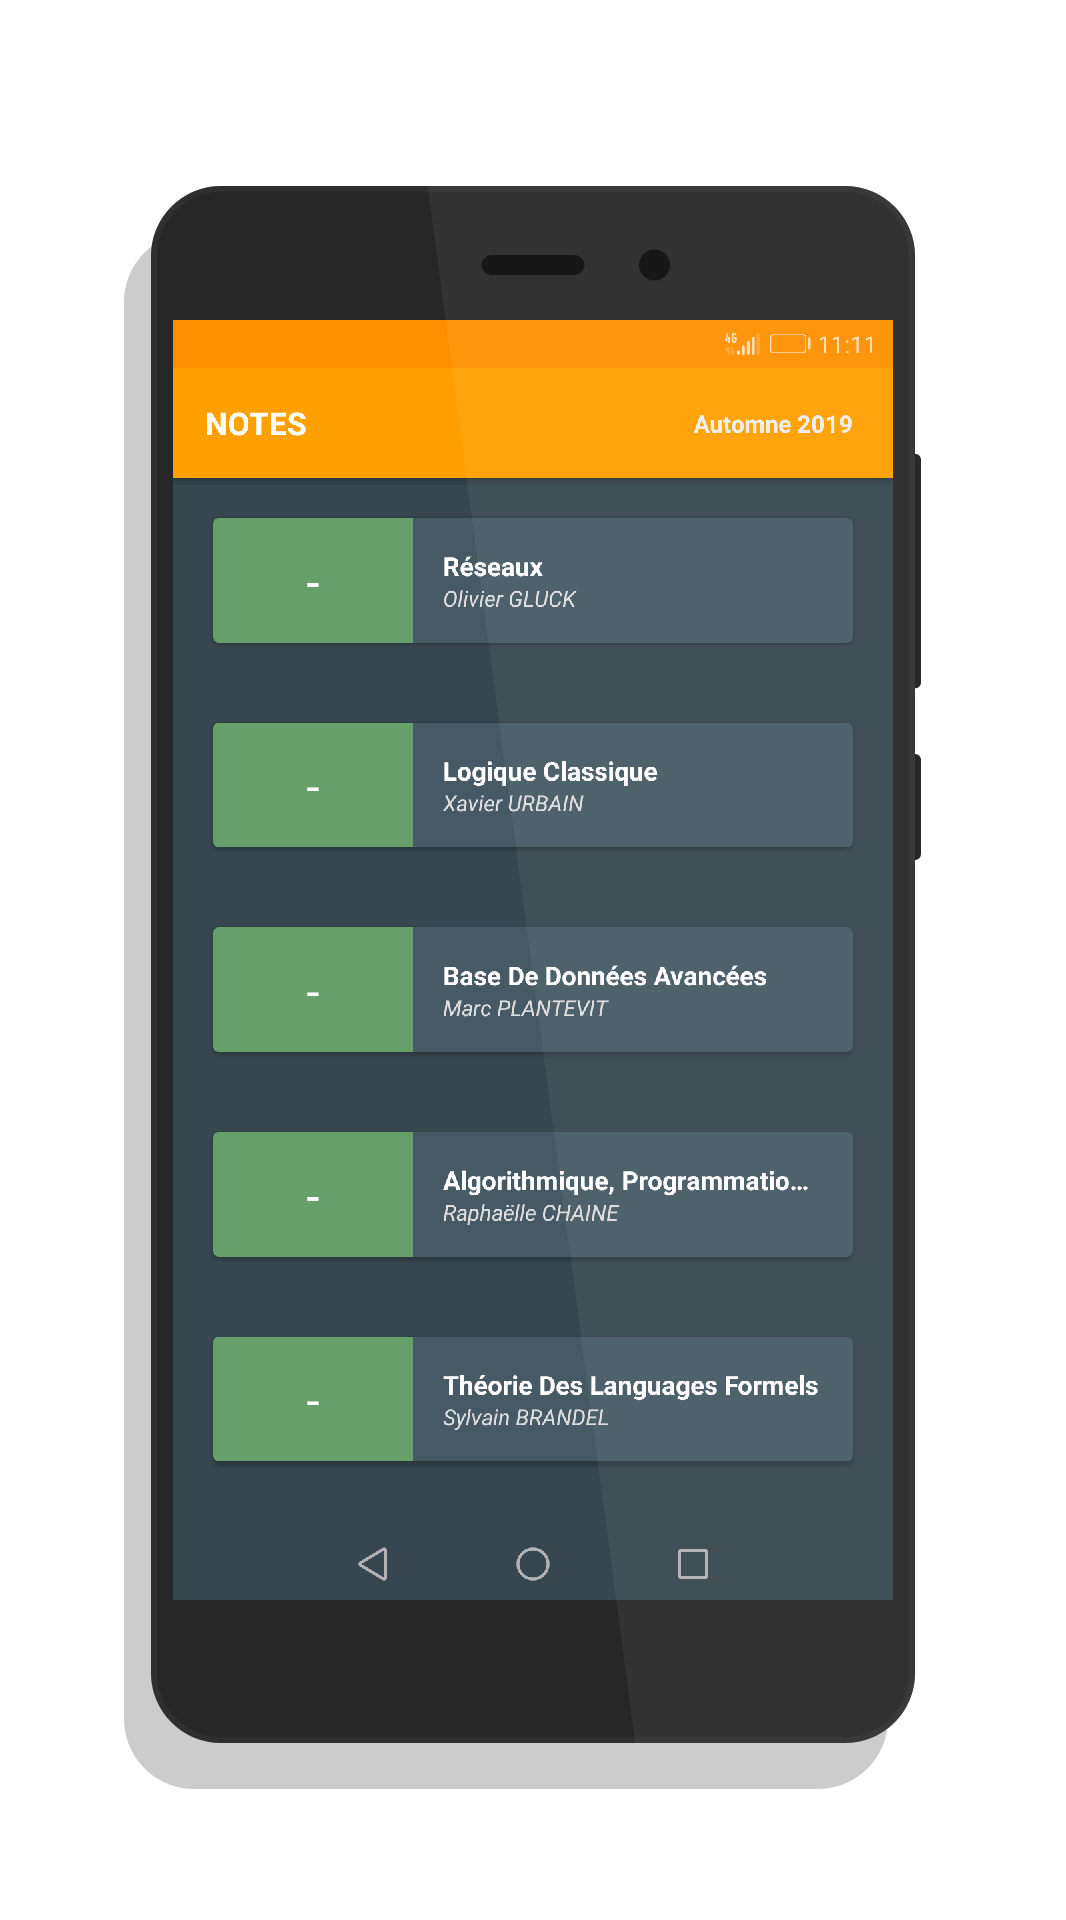 4G 11:11
NOTES
Automne 2019
-
Réseaux
Olivier GLUCK
-
Logique Classique
Xavier URBAIN
-
Base De Données Avancées
Marc PLANTEVIT
-
Algorithmique, Programmatio...
Raphaëlle CHAINE
-
Théorie Des Languages Formels
Sylvain BRANDEL